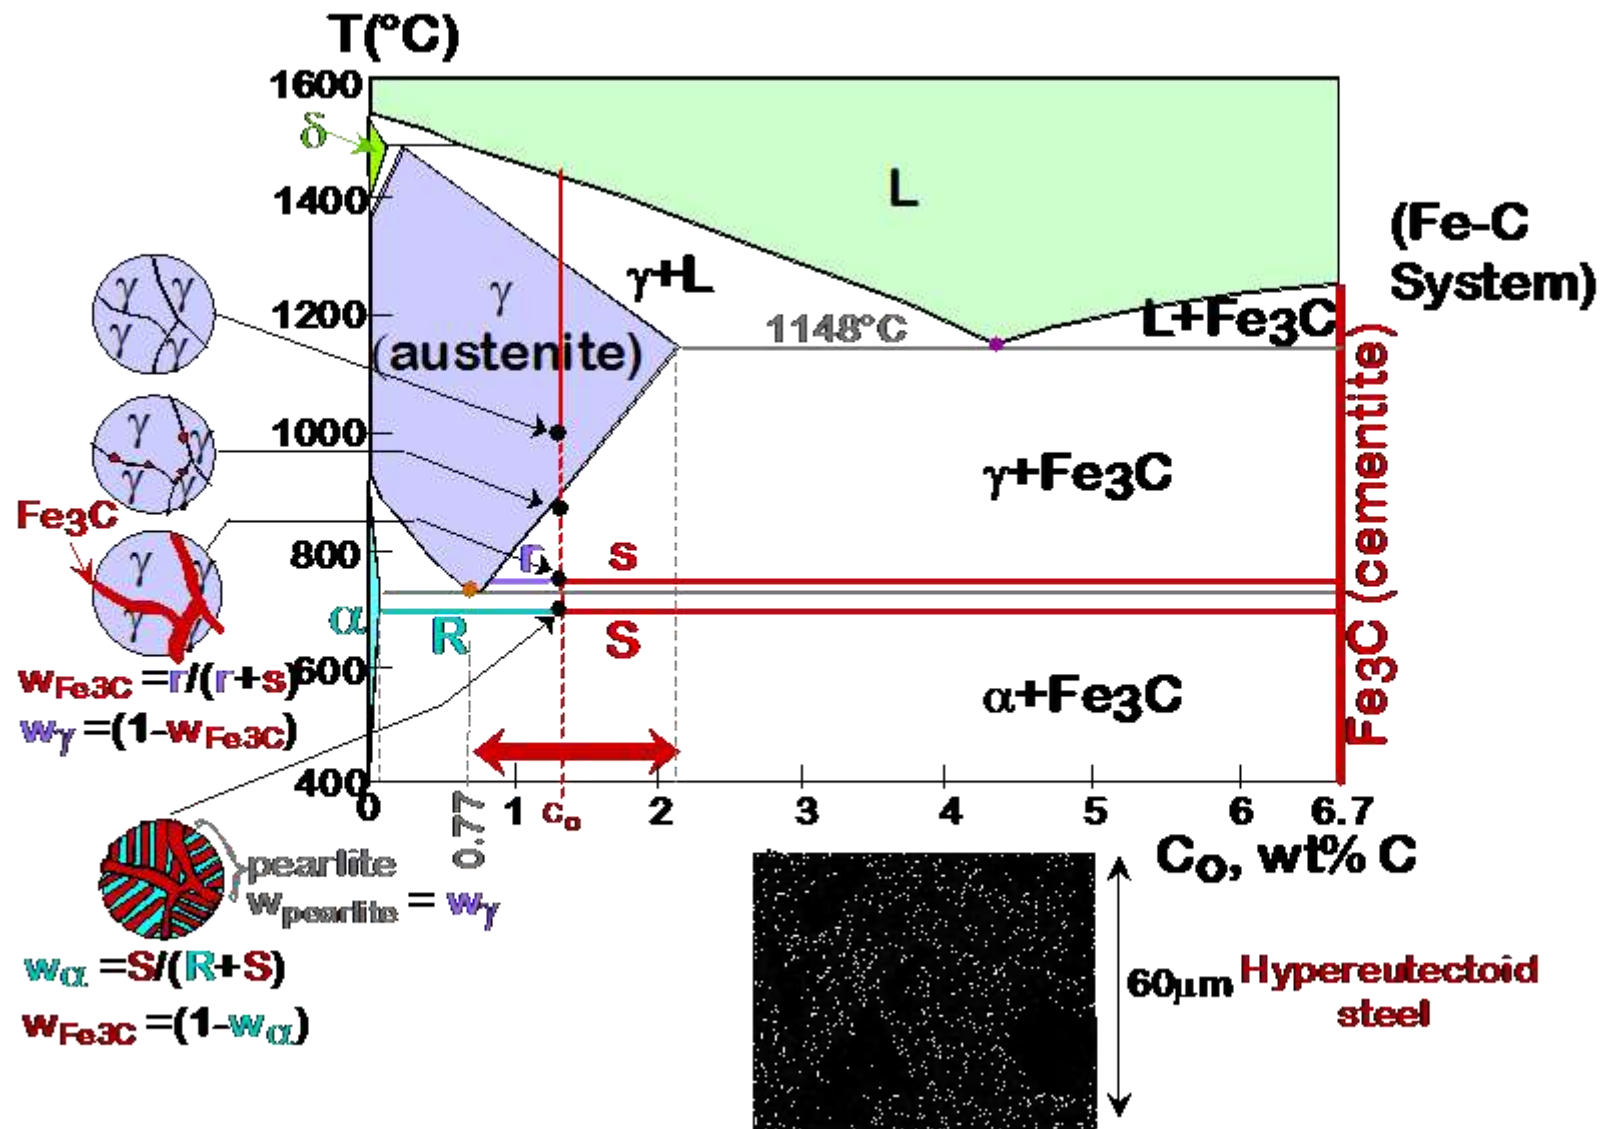 T(°C)
1600
δ
1400
L
(Fe-C
System)
γ+L
γ γ
γ γ
γ
(austenite)
1200
1148°C
L+Fe3C
1000
γ
γ
γ γ
γ+Fe3C
Fe3C
800
r
s
γ
γ
γ
α
R
S
600
Fe3C (cementite)
wFe3C =r/(r+s)
wγ =(1-wFe3C)
α+Fe3C
400
0
0.77
1
co
2
3
4
5
6
6.7
Co, wt% C
pearlite
wpearlite = wγ
wα =S/(R+S)
wFe3C =(1-wα)
60μm
Hypereutectoid
steel